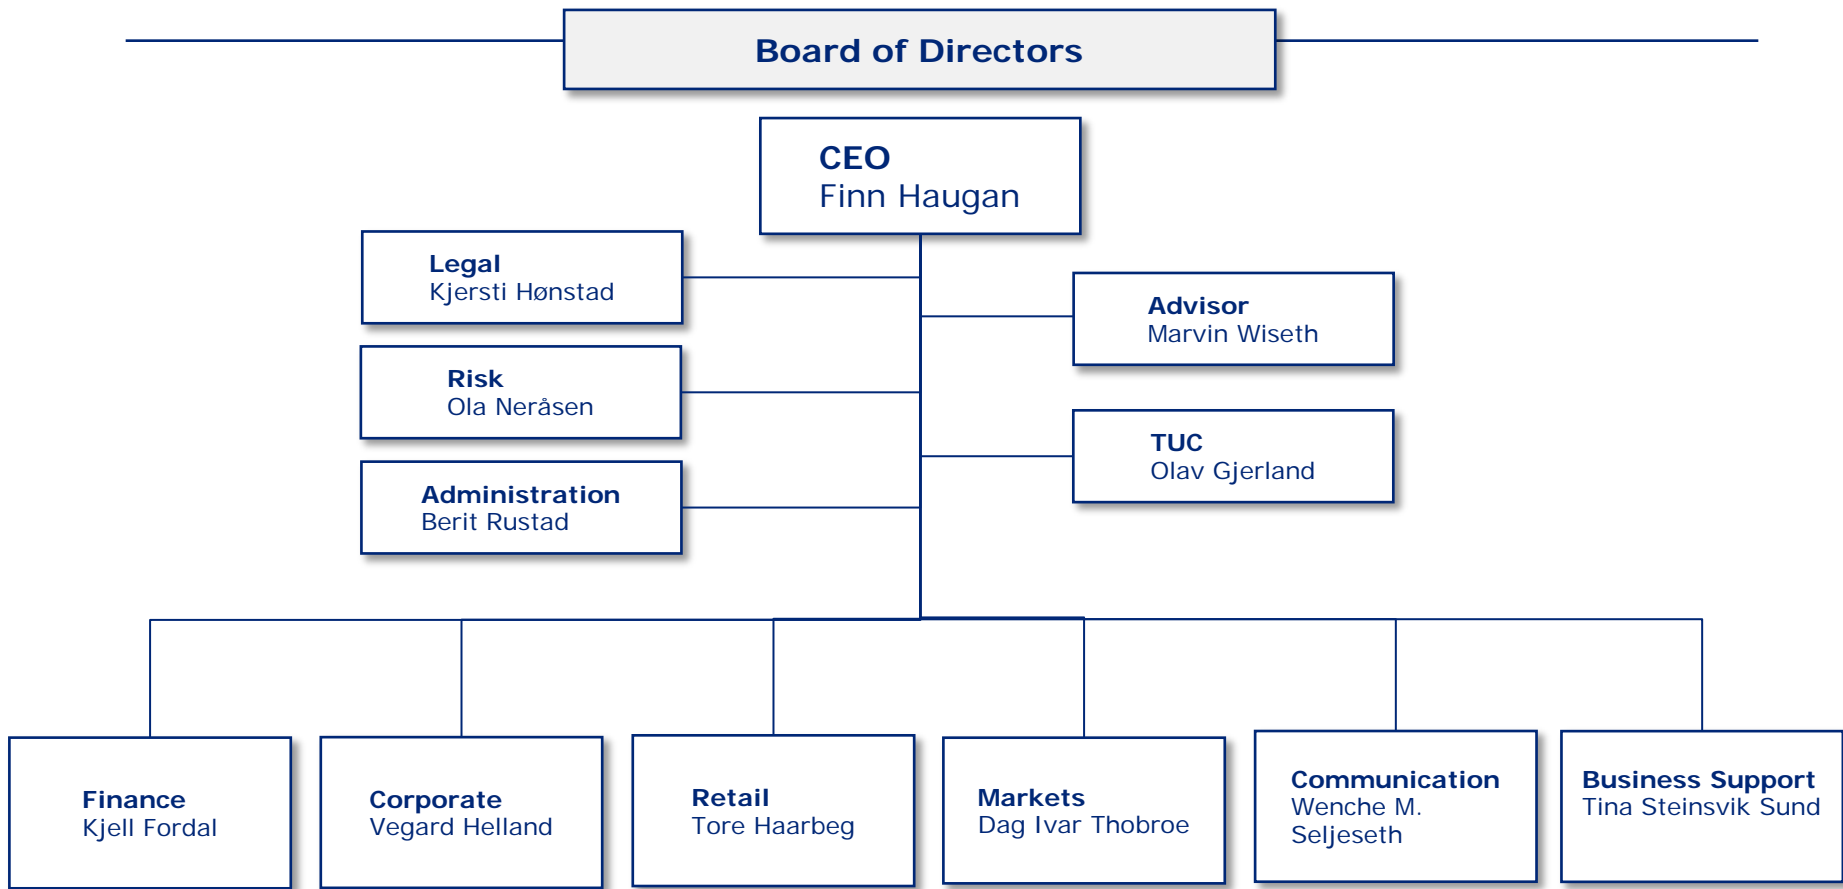 Board of Directors
CEO
Finn Haugan
Legal
Kjersti Hønstad
Advisor
Marvin Wiseth
Risk
Ola Neråsen
TUC
Olav Gjerland
Administration
Berit Rustad
Finance
Kjell Fordal
Corporate
Vegard Helland
Retail
Tore Haarbeg
Markets
Dag Ivar Thobroe
Communication
Wenche M.
Seljeseth
Business Support
Tina Steinsvik Sund